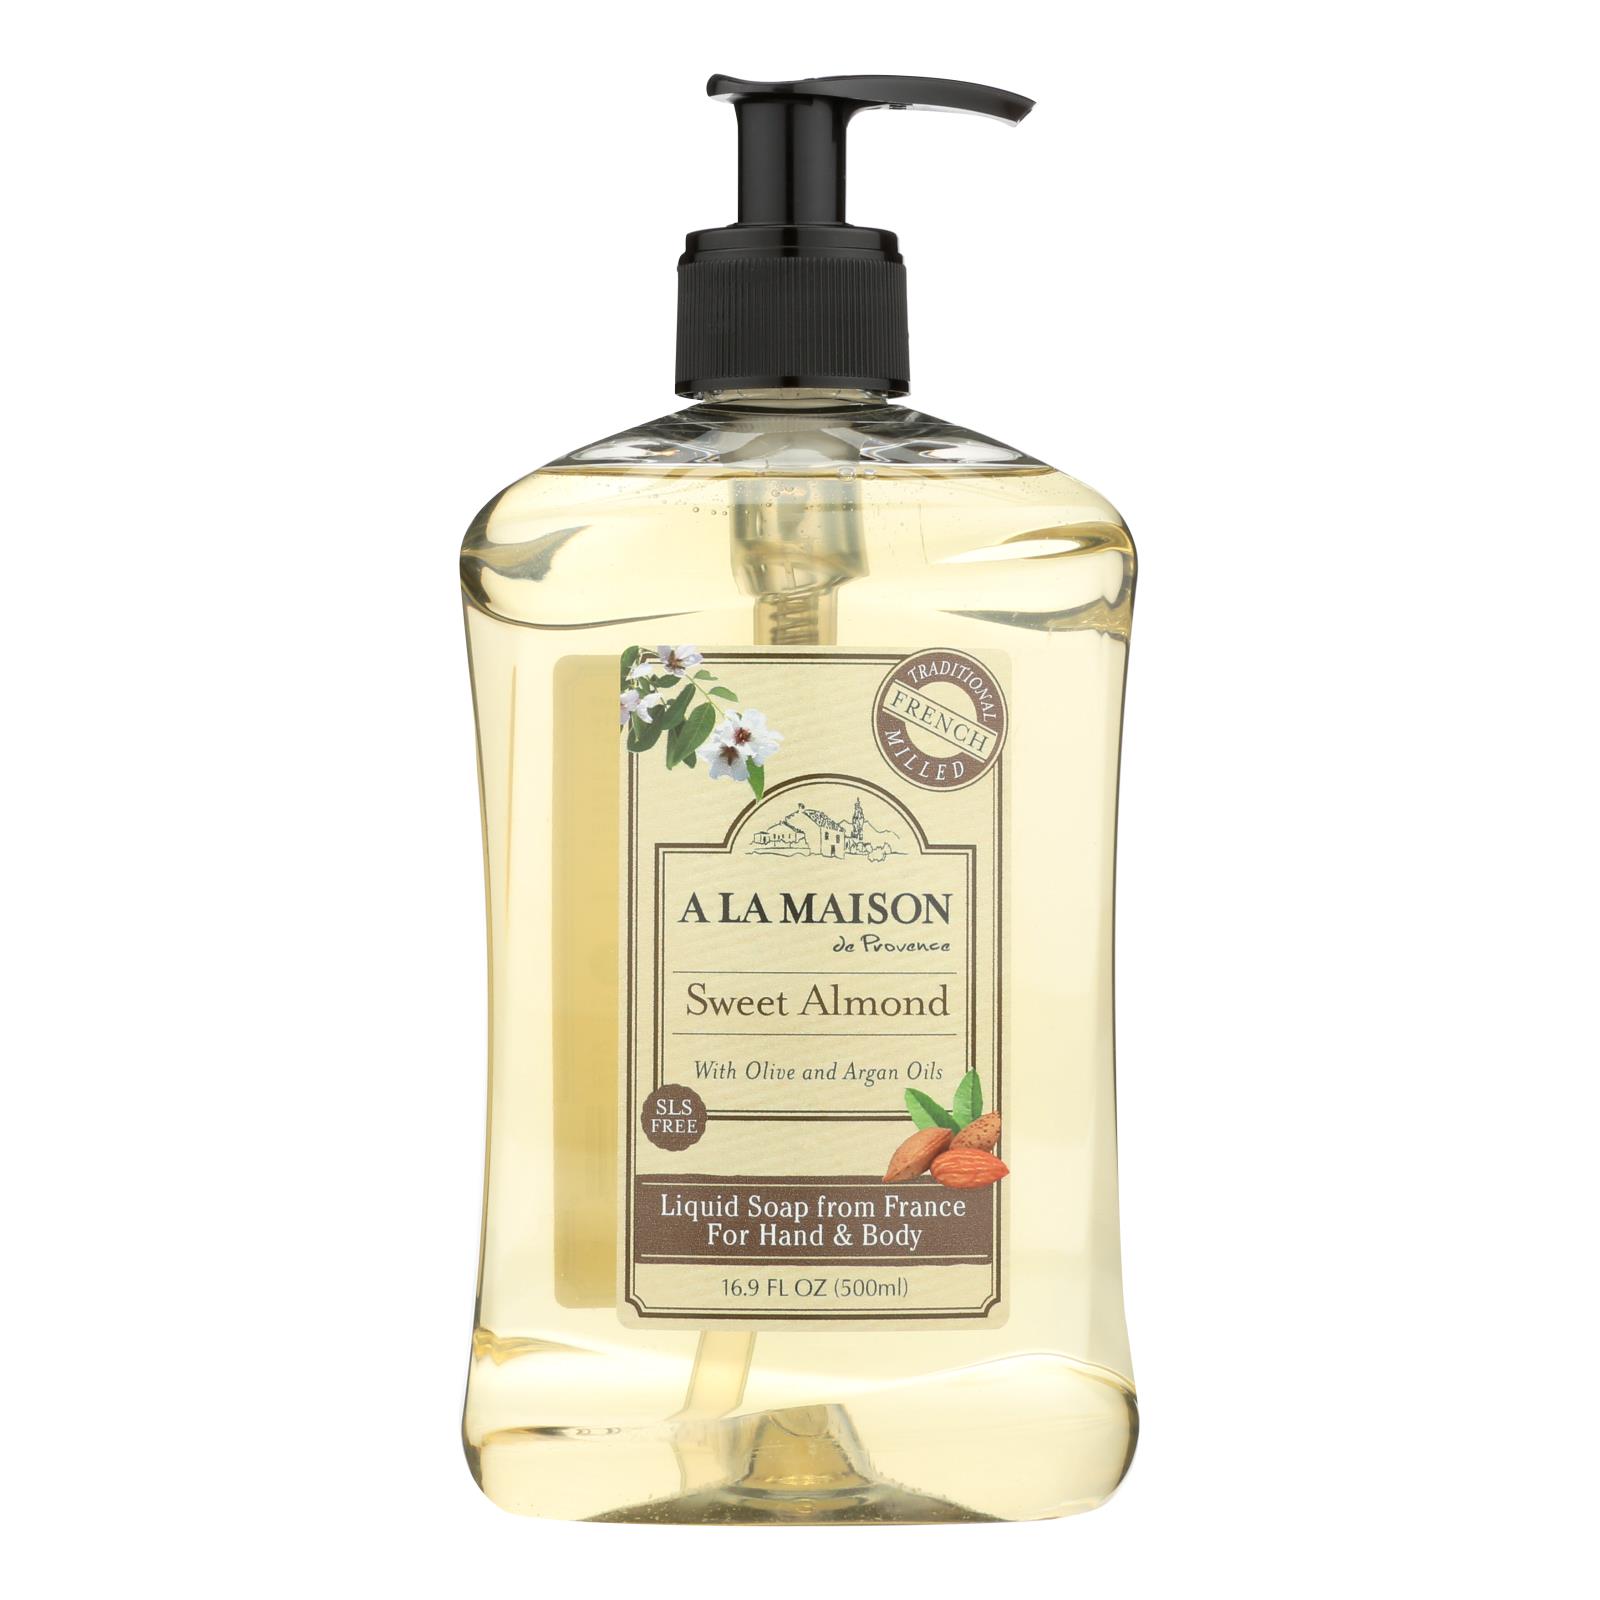 TRADITIONAL
FRENCH
MILLED
A LA MAISON
de Provence
Sweet Almond
With Olive and Argan Oils
SLS
FREE
Liquid Soap from France
For Hand & Body
16.9 FL OZ (500ml)